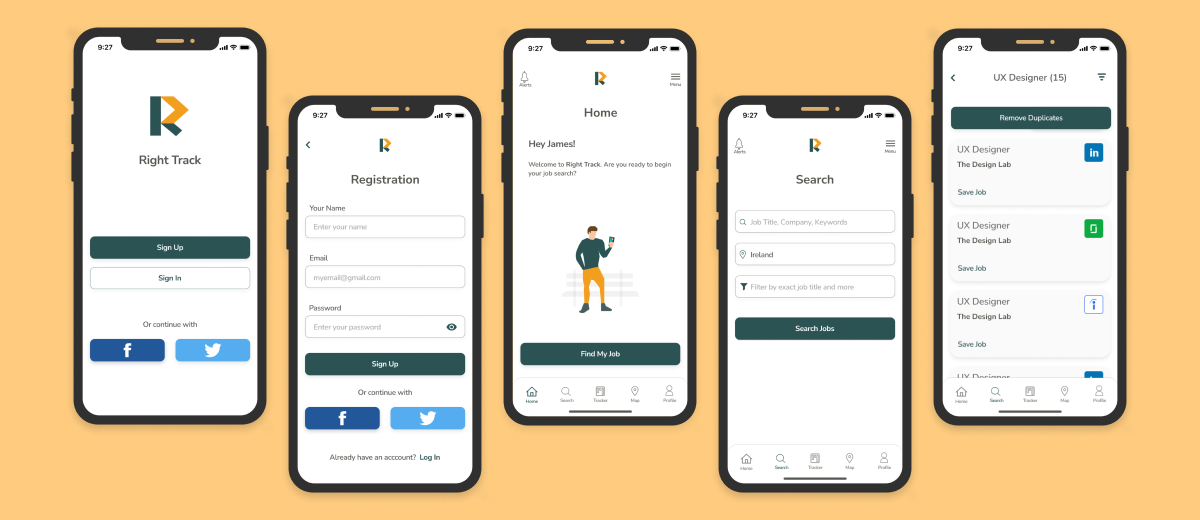 9:27
Right Track
Sign Up
Sign In
Or continue with
f
9:27
Registration
Your Name
Enter your name
Email
myemail@gmail.com
Password
Enter your password
Sign Up
Or continue with
f
Already have an acccount? Log In
9:27
Alerts
Menu
Home
Hey James!
Welcome to Right Track. Are you ready to begin
your job search?
Find My Job
Home Search Tracker Map Profile
9:27
Alerts
Menu
Search
Job Title, Company, Keywords
Ireland
Filter by exact job title and more
Search Jobs
Home Search Tracker Map Profile
9:27
UX Designer (15)
Remove Duplicates
UX Designer
in
The Design Lab
Save Job
UX Designer
The Design Lab
Save Job
UX Designer
i
The Design Lab
Save Job
UX Designer
Home Search Tracker Map Profile